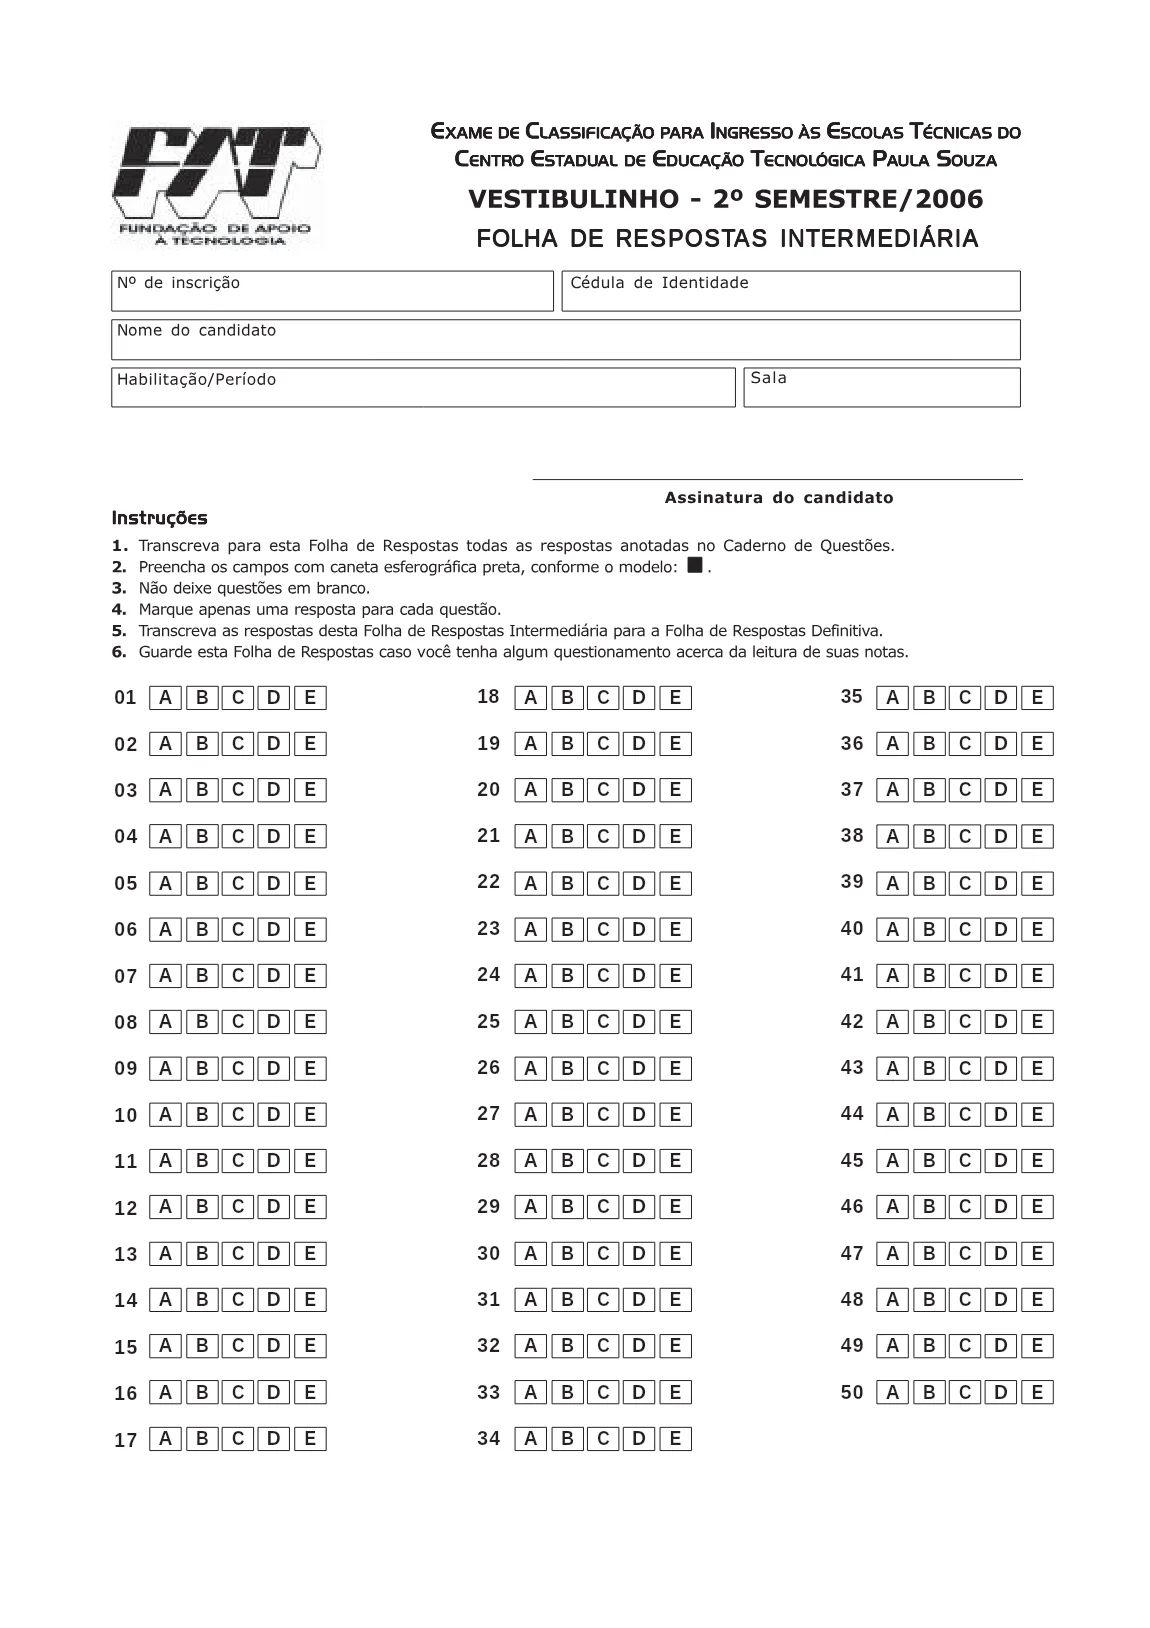 FAT
FUNDAÇÃO DE APOIO
À TECNOLOGIA
EXAME DE CLASSIFICAÇÃO PARA INGRESSO ÀS ESCOLAS TÉCNICAS DO
CENTRO ESTADUAL DE EDUCAÇÃO TECNOLÓGICA PAULA SOUZA
VESTIBULINHO - 2º SEMESTRE/2006
FOLHA DE RESPOSTAS INTERMEDIÁRIA
Nº de inscrição Cédula de Identidade
Nome do candidato
Habilitação/Período Sala
Assinatura do candidato
Instruções
1. Transcreva para esta Folha de Respostas todas as respostas anotadas no Caderno de Questões.
2. Preencha os campos com caneta esferográfica preta, conforme o modelo: ■ .
3. Não deixe questões em branco.
4. Marque apenas uma resposta para cada questão.
5. Transcreva as respostas desta Folha de Respostas Intermediária para a Folha de Respostas Definitiva.
6. Guarde esta Folha de Respostas caso você tenha algum questionamento acerca da leitura de suas notas.
01 A B C D E 18 A B C D E 35 A B C D E
02 A B C D E 19 A B C D E 36 A B C D E
03 A B C D E 20 A B C D E 37 A B C D E
04 A B C D E 21 A B C D E 38 A B C D E
05 A B C D E 22 A B C D E 39 A B C D E
06 A B C D E 23 A B C D E 40 A B C D E
07 A B C D E 24 A B C D E 41 A B C D E
08 A B C D E 25 A B C D E 42 A B C D E
09 A B C D E 26 A B C D E 43 A B C D E
10 A B C D E 27 A B C D E 44 A B C D E
11 A B C D E 28 A B C D E 45 A B C D E
12 A B C D E 29 A B C D E 46 A B C D E
13 A B C D E 30 A B C D E 47 A B C D E
14 A B C D E 31 A B C D E 48 A B C D E
15 A B C D E 32 A B C D E 49 A B C D E
16 A B C D E 33 A B C D E 50 A B C D E
17 A B C D E 34 A B C D E